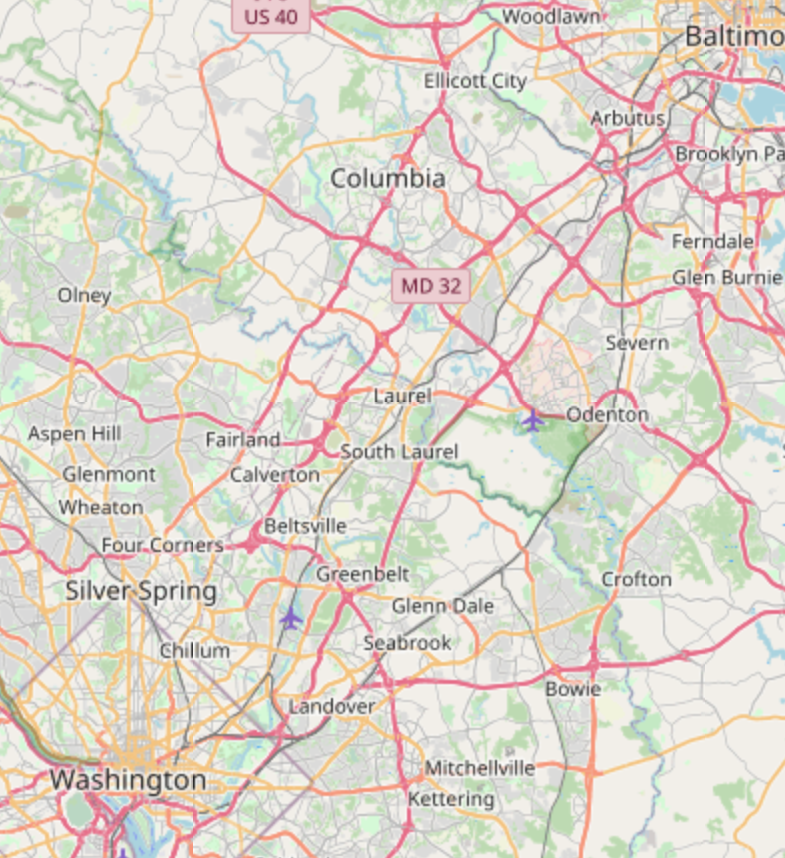 US 40
Woodlawn
Baltimo
Ellicott City
Arbutus
Brooklyn Pa
Columbia
Ferndale
MD 32
Glen Burnie
Olney
Severn
Laurel
Odenton
Aspen Hill
Fairland
South Laurel
Glenmont
Calverton
Wheaton
Beltsville
Four Corners
Greenbelt
Silver Spring
Crofton
Glenn Dale
Chillum
Seabrook
Bowie
Landover
Mitchellville
Washington
Kettering